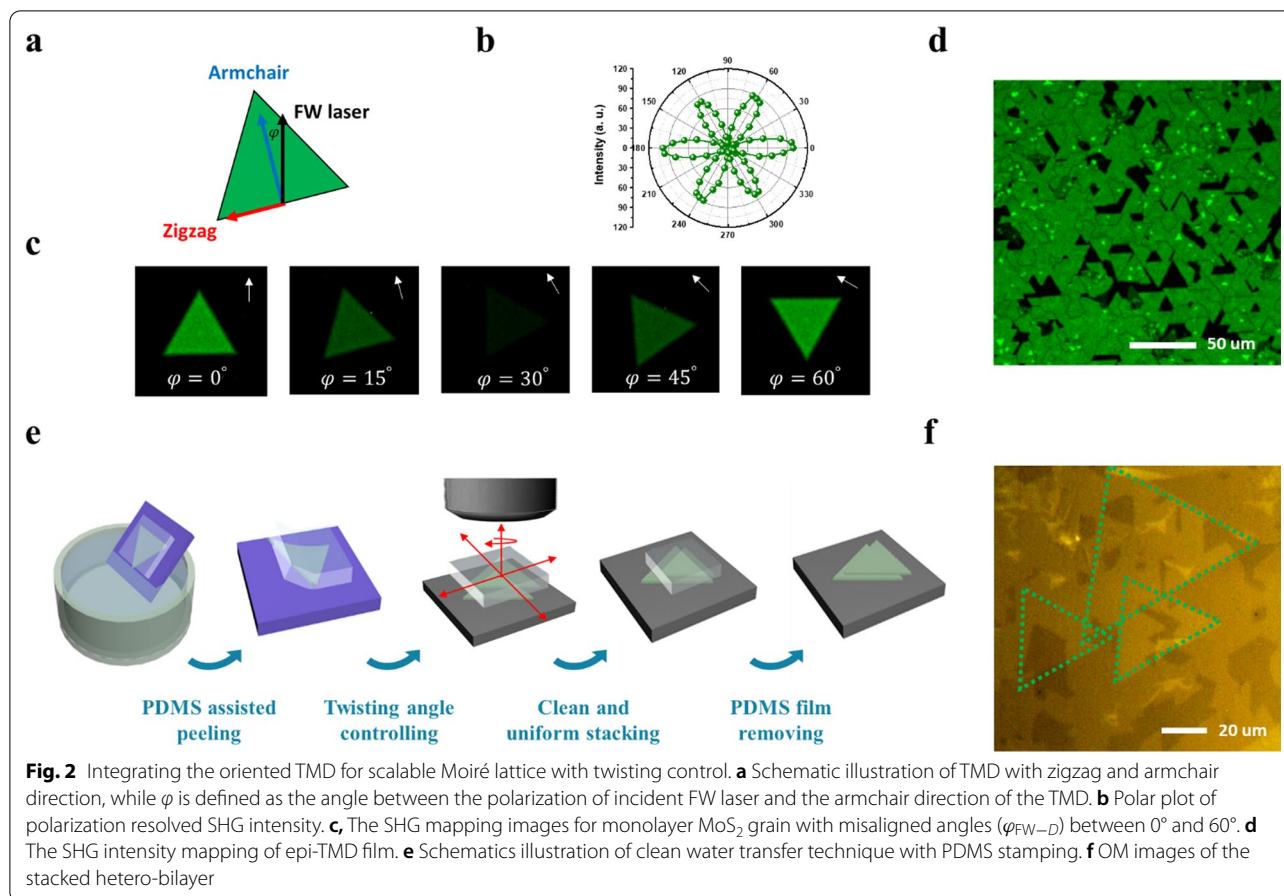 a
Armchair
FW laser
φ
Zigzag
b
Intensity (a. u.)
120
90
60
30
0
30
60
90
120
90
60
30
0
330
300
270
240
210
180
150
120
c
φ = 0°
φ = 15°
φ = 30°
φ = 45°
φ = 60°
d
50 um
e
PDMS assisted
peeling
Twisting angle
controlling
Clean and
uniform stacking
PDMS film
removing
f
20 um
Fig. 2 Integrating the oriented TMD for scalable Moiré lattice with twisting control. a Schematic illustration of TMD with zigzag and armchair
direction, while φ is defined as the angle between the polarization of incident FW laser and the armchair direction of the TMD. b Polar plot of
polarization resolved SHG intensity. c, The SHG mapping images for monolayer MoS₂ grain with misaligned angles (φFW−D) between 0° and 60°. d
The SHG intensity mapping of epi-TMD film. e Schematics illustration of clean water transfer technique with PDMS stamping. f OM images of the
stacked hetero-bilayer